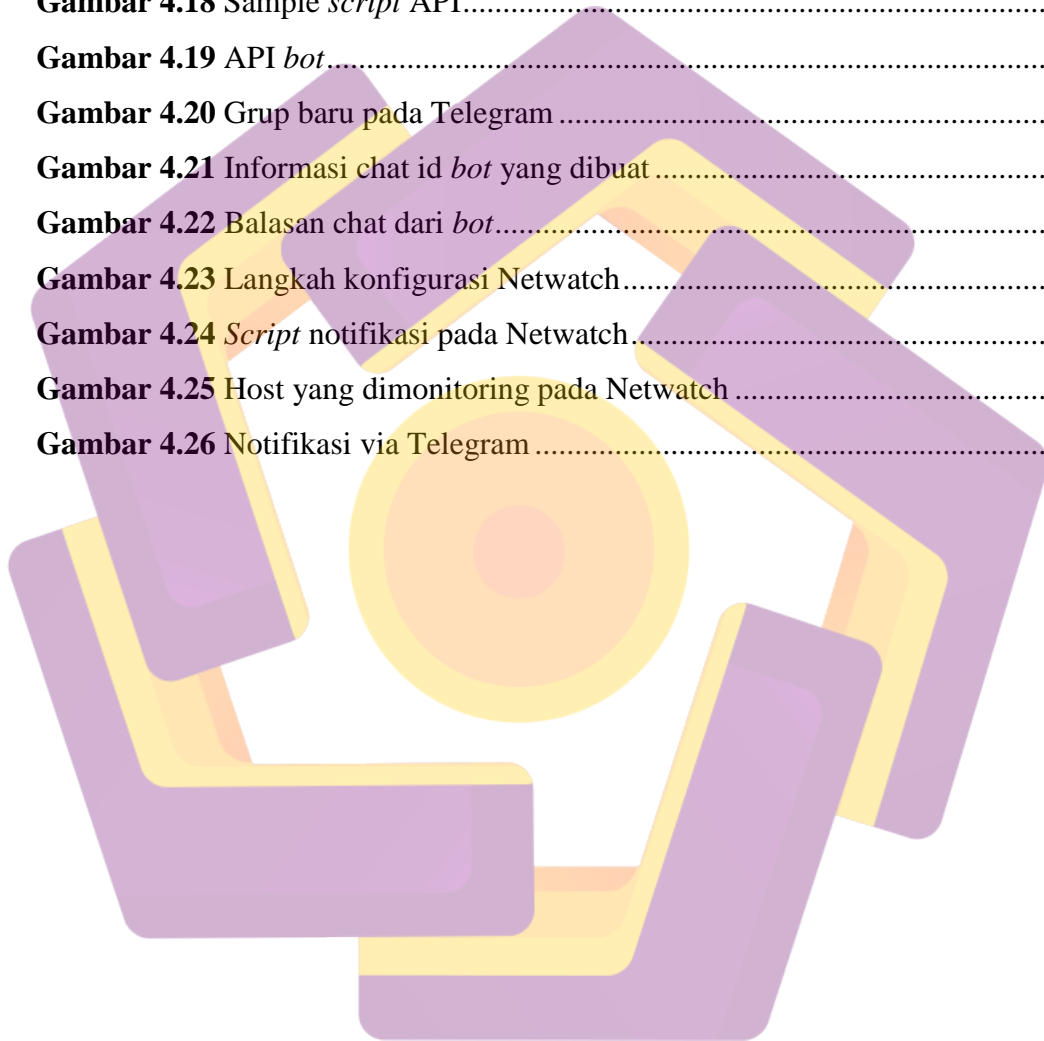 Gambar 4.18 Sample script API........................................................................
Gambar 4.19 API bot........................................................................................
Gambar 4.20 Grup baru pada Telegram ............................................................
Gambar 4.21 Informasi chat id bot yang dibuat ................................................
Gambar 4.22 Balasan chat dari bot....................................................................
Gambar 4.23 Langkah konfigurasi Netwatch.....................................................
Gambar 4.24 Script notifikasi pada Netwatch....................................................
Gambar 4.25 Host yang dimonitoring pada Netwatch ......................................
Gambar 4.26 Notifikasi via Telegram ...............................................................